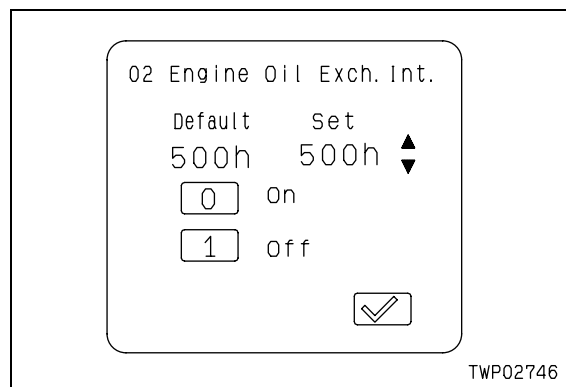 02 Engine Oil Exch. Int.
Default Set
500h 500h
0 On
1 Off
TWP02746